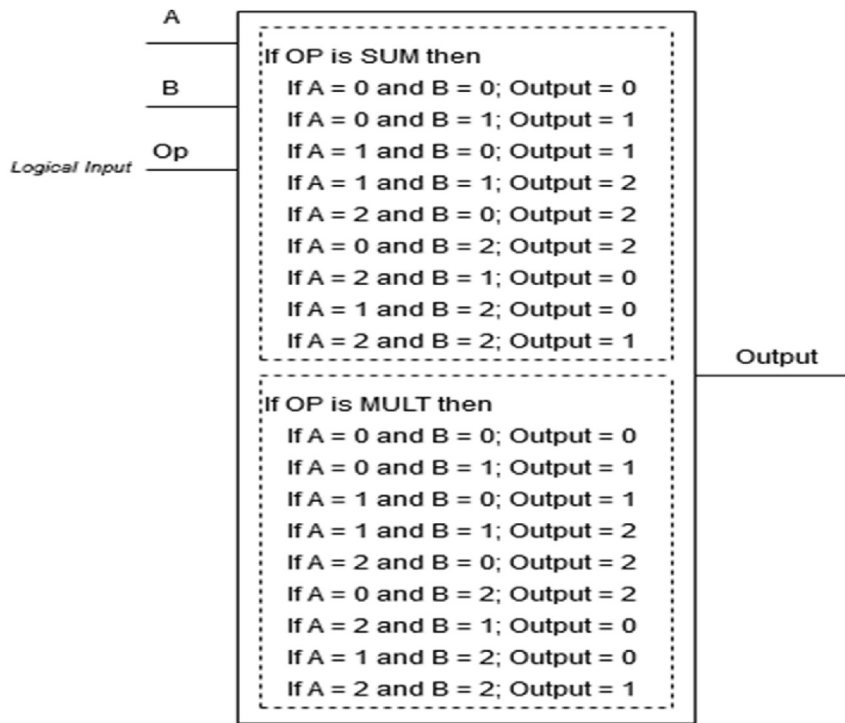 A
B
Op
Logical Input
If OP is SUM then
If A = 0 and B = 0; Output = 0
If A = 0 and B = 1; Output = 1
If A = 1 and B = 0; Output = 1
If A = 1 and B = 1; Output = 2
If A = 2 and B = 0; Output = 2
If A = 0 and B = 2; Output = 2
If A = 2 and B = 1; Output = 0
If A = 1 and B = 2; Output = 0
If A = 2 and B = 2; Output = 1
If OP is MULT then
If A = 0 and B = 0; Output = 0
If A = 0 and B = 1; Output = 1
If A = 1 and B = 0; Output = 1
If A = 1 and B = 1; Output = 2
If A = 2 and B = 0; Output = 2
If A = 0 and B = 2; Output = 2
If A = 2 and B = 1; Output = 0
If A = 1 and B = 2; Output = 0
If A = 2 and B = 2; Output = 1
Output